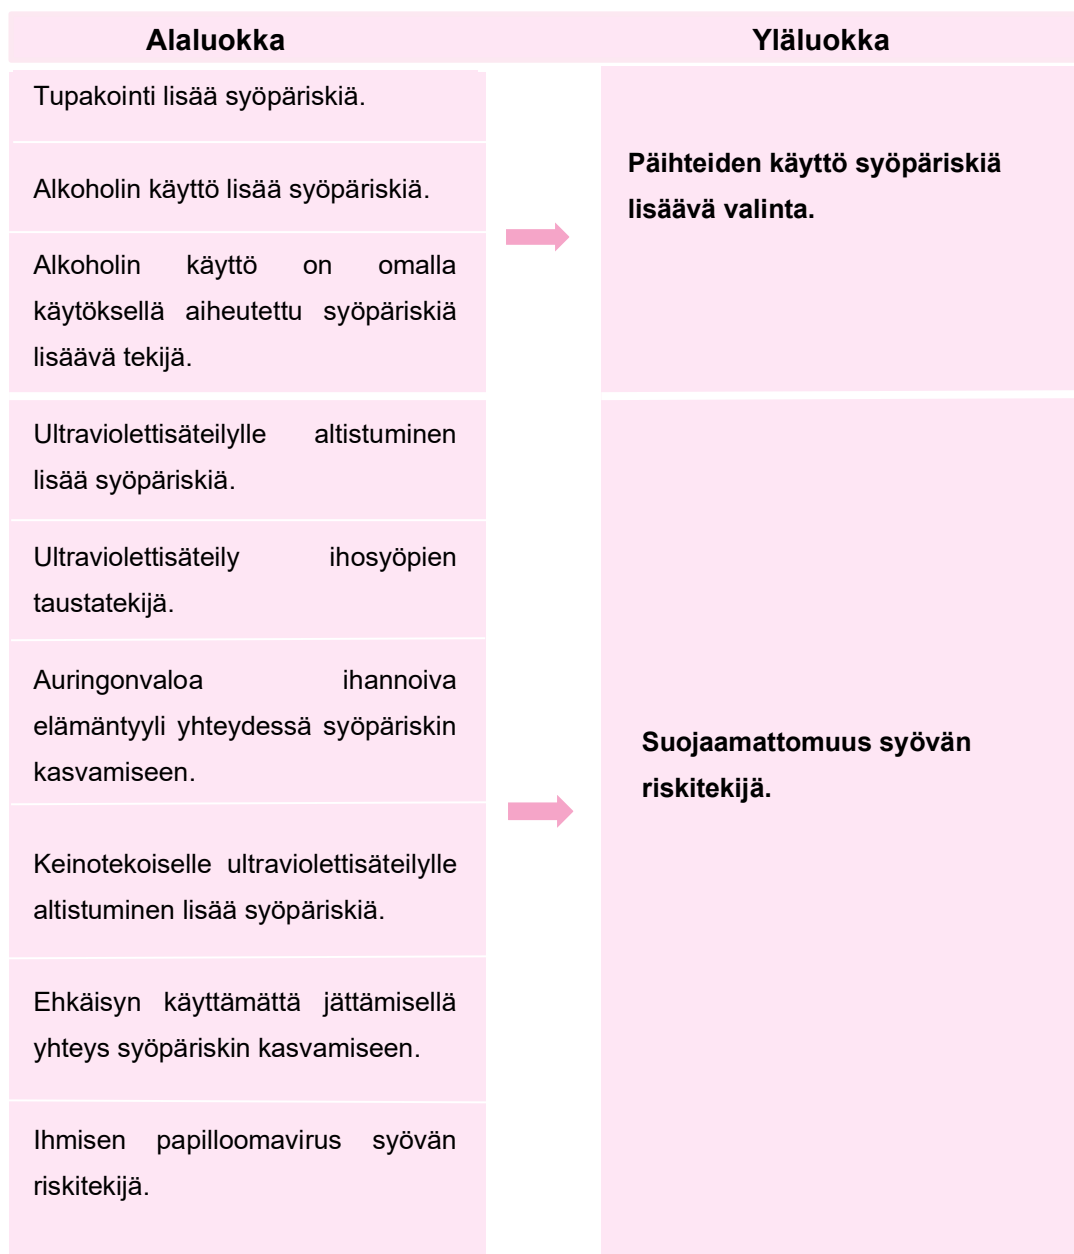 Alaluokka
Yläluokka
Tupakointi lisää syöpäriskiä.
Alkoholin käyttö lisää syöpäriskiä.
Alkoholin käyttö on omalla
käytöksellä aiheutettu syöpäriskiä
lisäävä tekijä.
Päihteiden käyttö syöpäriskiä
lisäävä valinta.
Ultraviolettisäteilylle altistuminen
lisää syöpäriskiä.
Ultraviolettisäteily ihosyöpien
taustatekijä.
Auringonvaloa ihannoiva
elämäntyyli yhteydessä syöpäriskin
kasvamiseen.
Keinotekoiselle ultraviolettisäteilylle
altistuminen lisää syöpäriskiä.
Ehkäisyn käyttämättä jättämisellä
yhteys syöpäriskin kasvamiseen.
Ihmisen papilloomavirus syövän
riskitekijä.
Suojaamattomuus syövän
riskitekijä.